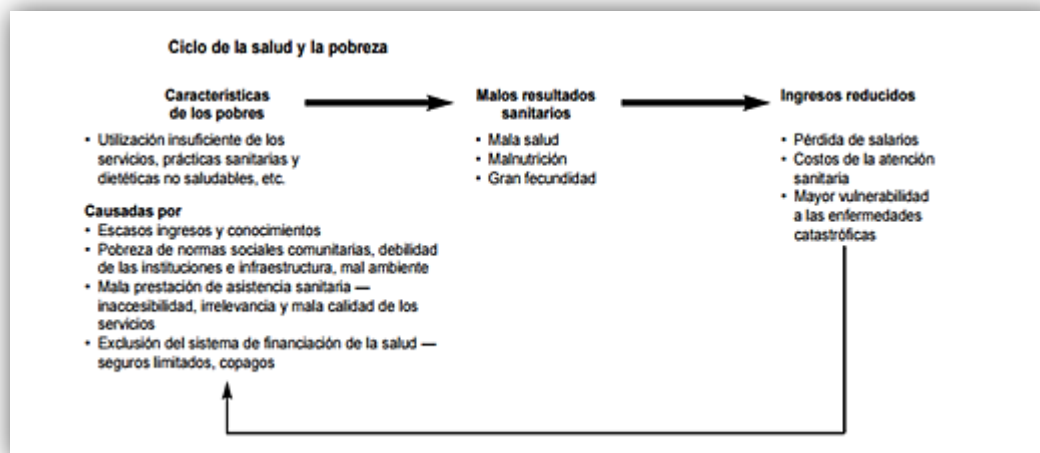 Ciclo de la salud y la pobreza
Características
de los pobres
• Utilización insuficiente de los
servicios, prácticas sanitarias y
dietéticas no saludables, etc.
Causadas por
• Escasos ingresos y conocimientos
• Pobreza de normas sociales comunitarias, debilidad
de las instituciones e infraestructura, mal ambiente
• Mala prestación de asistencia sanitaria —
inaccesibilidad, irrelevancia y mala calidad de los
servicios
• Exclusión del sistema de financiación de la salud —
seguros limitados, copagos
Malos resultados
sanitarios
• Mala salud
• Malnutrición
• Gran fecundidad
Ingresos reducidos
• Pérdida de salarios
• Costos de la atención
sanitaria
• Mayor vulnerabilidad
a las enfermedades
catastróficas